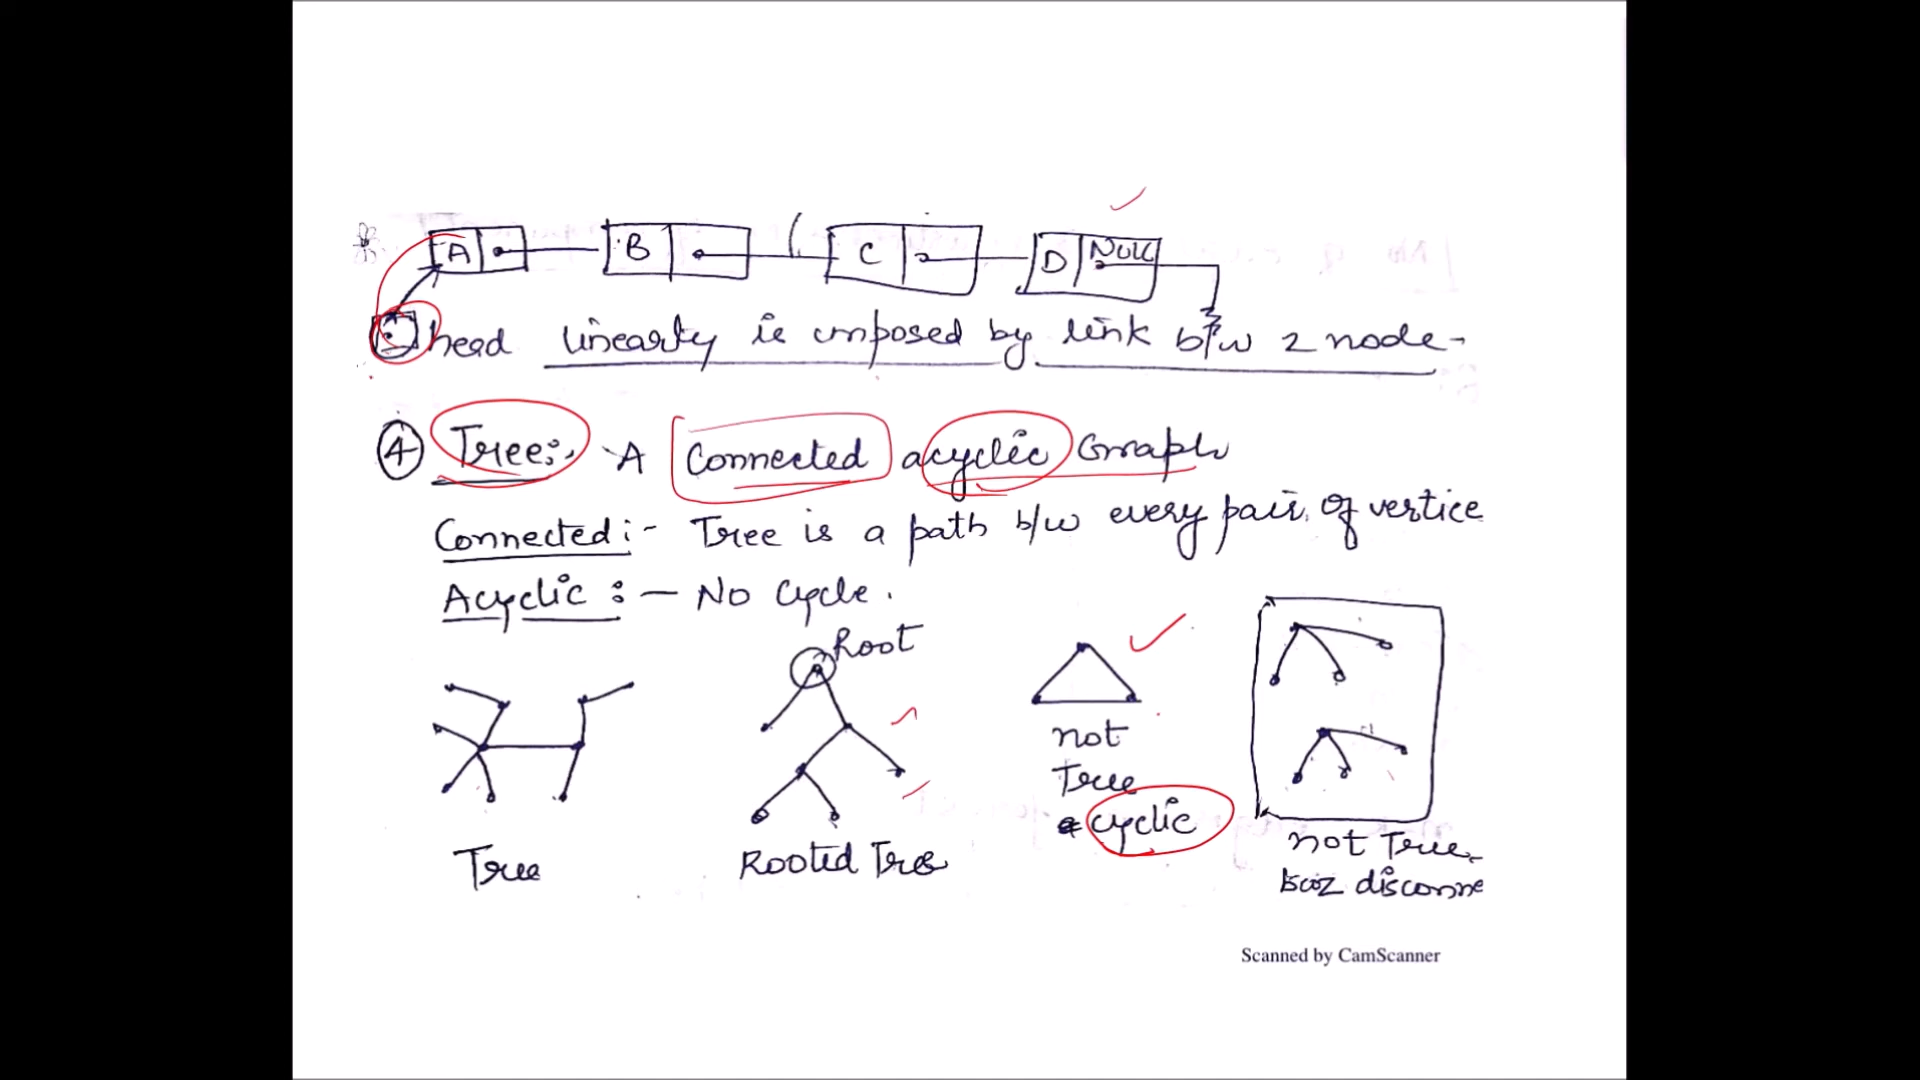 A B C D NULL
head linearity is imposed by link b/w 2 node-
④ Tree:- A Connected acyclic Graph
Connected :- Tree is a path b/w every pair of vertice
Acyclic :- No Cycle.
Root
Tree
Rooted Tree
not
Tree
cyclic
not Tree
disconne
Scanned by CamScanner